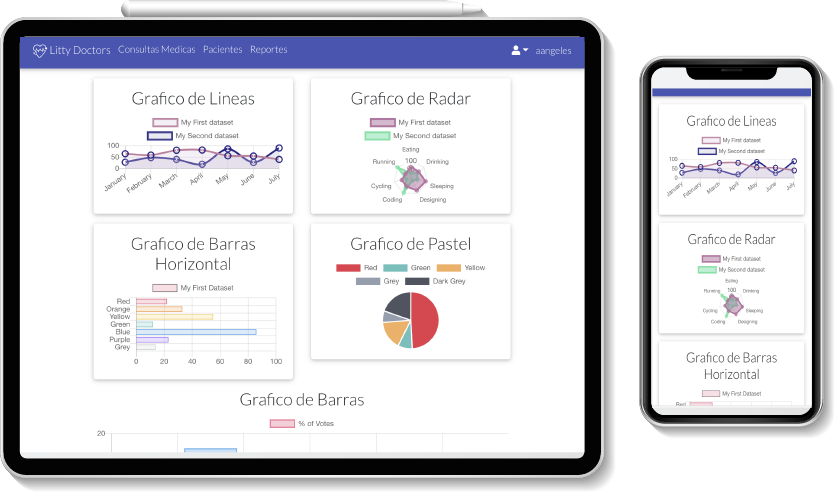 Litty Doctors Consultas Medicas Pacientes Reportes aangeles
Grafico de Lineas
My First dataset
My Second dataset
100
50
0
January February March April May June July
Grafico de Radar
My First dataset
My Second dataset
Eating
Running 100 Drinking
Cycling Sleeping
Coding Designing
Grafico de Barras
Horizontal
My First Dataset
Red
Orange
Yellow
Green
Blue
Purple
Grey
0 20 40 60 80 100
Grafico de Pastel
Red Green Yellow
Grey Dark Grey
Grafico de Barras
% of Votes
20
Grafico de Lineas
My First dataset
My Second dataset
100
50
0
January February March April May June July
Grafico de Radar
My First dataset
My Second dataset
Eating
Running 100 Drinking
Cycling Sleeping
Coding Designing
Grafico de Barras
Horizontal
My First Dataset
Red